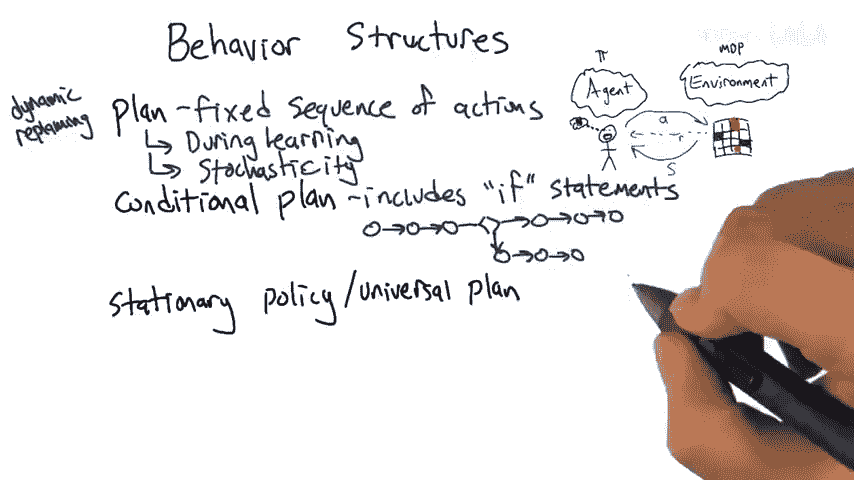 Behavior Structures
π
MDP
Agent
Environment
a
r
s
dynamic
replanning
plan - fixed sequence of actions
During learning
Stochasticity
conditional plan - includes "if" statements
stationary policy/universal plan